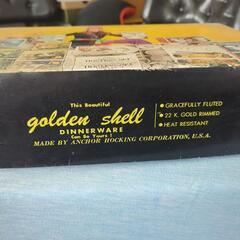 This Beautiful
golden shell
DINNERWARE
Can Be Yours !
• GRACEFULLY FLUTED
• 22 K. GOLD RIMMED
• HEAT RESISTANT
MADE BY ANCHOR HOCKING CORPORATION, U.S.A.